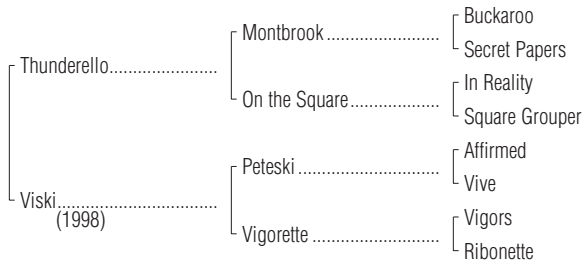 Buckaroo
Montbrook
Secret Papers
Thunderello
In Reality
On the Square
Square Grouper
Affirmed
Peteski
Vive
Viski
(1998)
Vigors
Vigorette
Ribonette